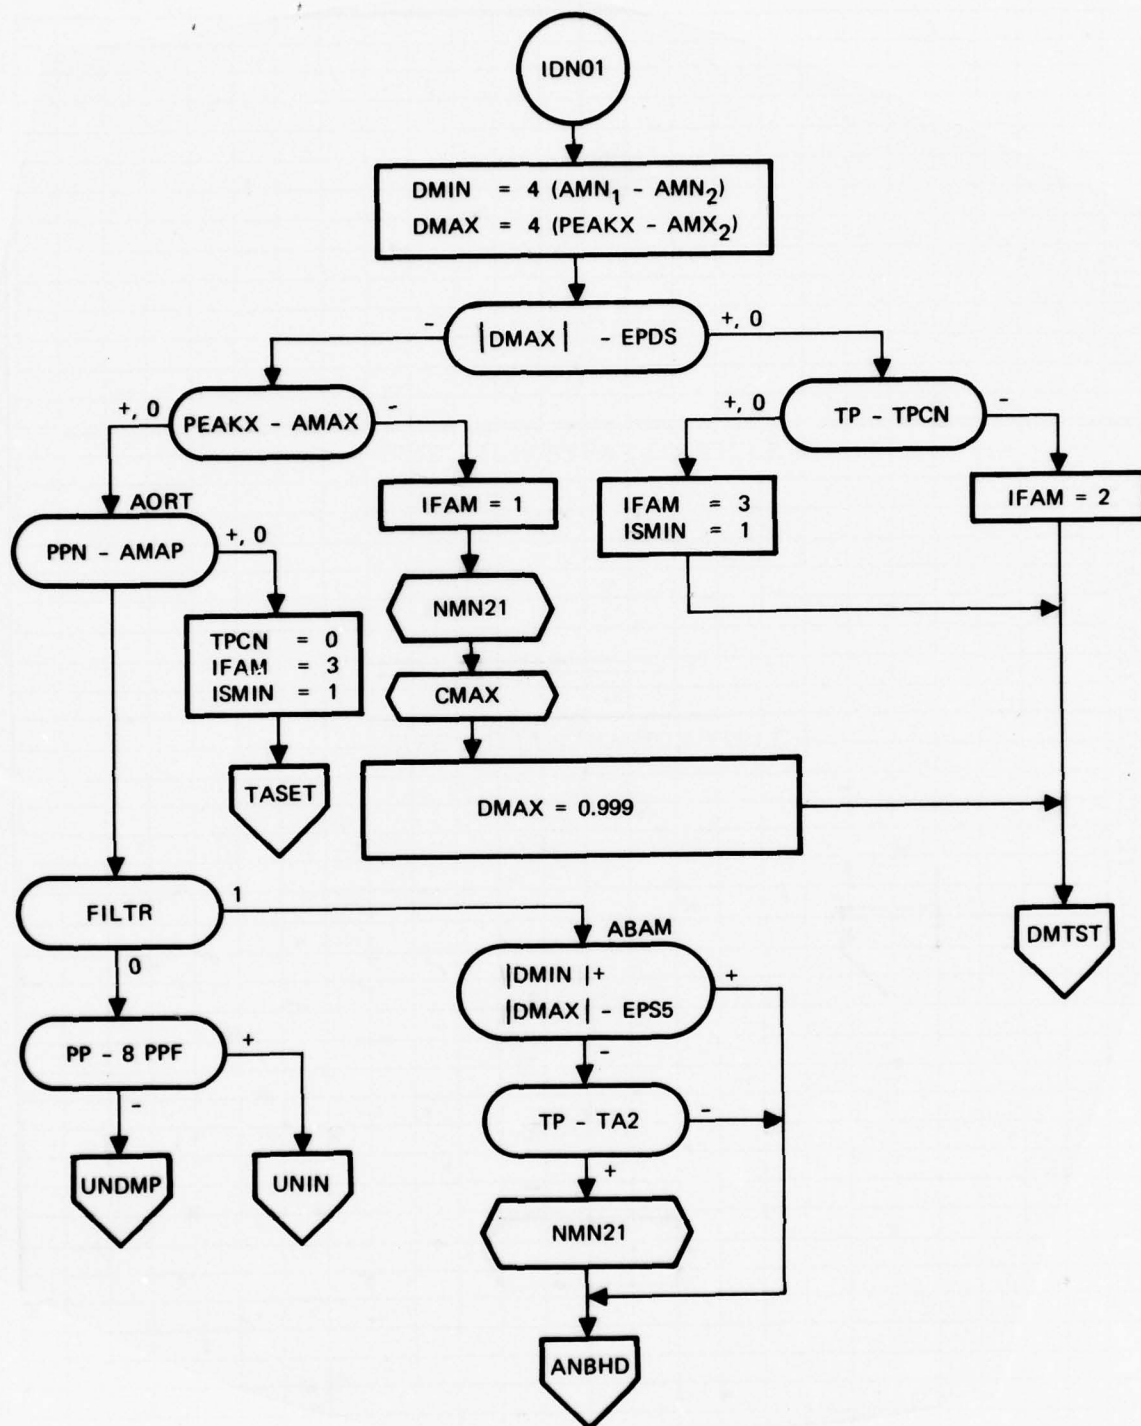 IDN01
DMIN = 4 (AMN₁ - AMN₂)
DMAX = 4 (PEAKX - AMX₂)
-
|DMAX| - EPDS
+, 0
+, 0
PEAKX - AMAX
-
+, 0
TP - TPCN
-
AORT
PPN - AMAP
+, 0
IFAM = 1
IFAM = 3
ISMIN = 1
IFAM = 2
NMN21
TPCN = 0
IFAM = 3
ISMIN = 1
CMAX
TASET
DMAX = 0.999
FILTR
1
0
ABAM
|DMIN|+
|DMAX| - EPS5
+
-
DMTST
PP - 8 PPF
+
-
TP - TA2
-
+
UNDMP
UNIN
NMN21
ANBHD